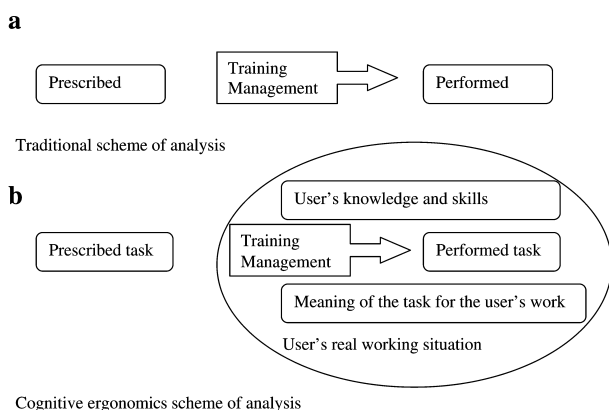 a
Prescribed
Training
Management
Performed
Traditional scheme of analysis
b
User's knowledge and skills
Prescribed task
Training
Management
Performed task
Meaning of the task for the user's work
User's real working situation
Cognitive ergonomics scheme of analysis